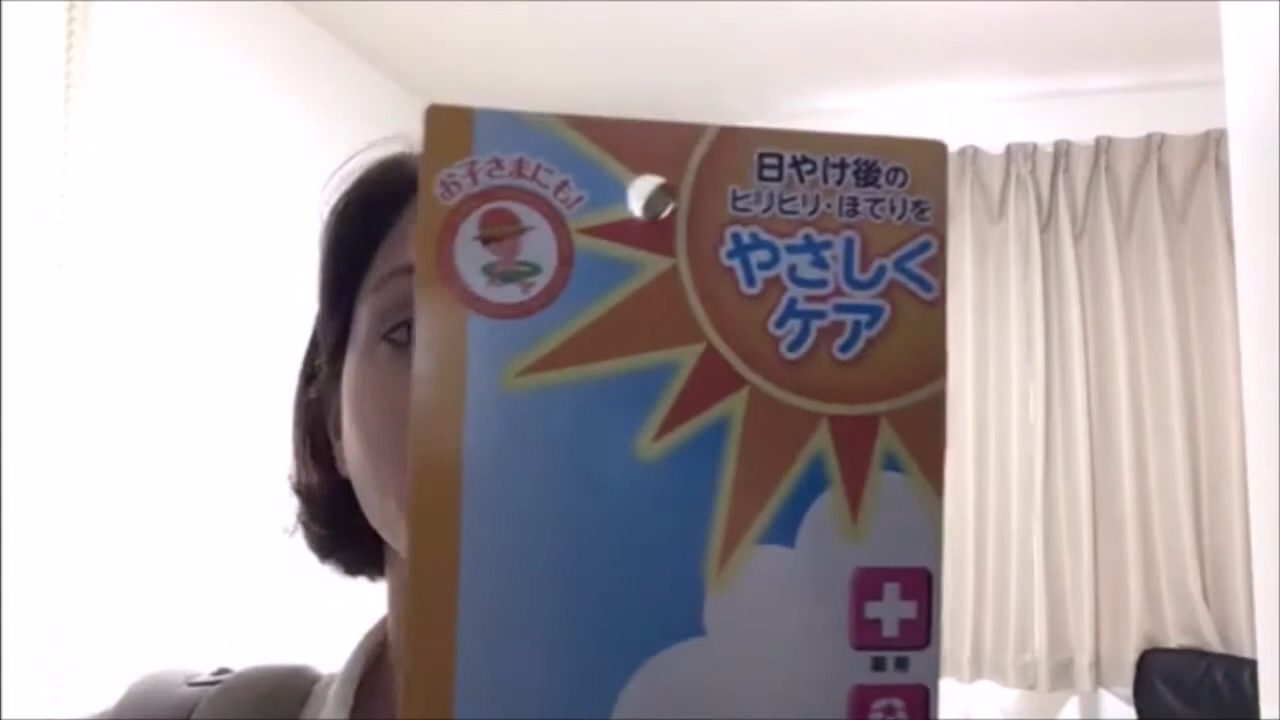 お子さまにも!
日やけ後の
ヒリヒリ・ほてりを
やさしく
ケア